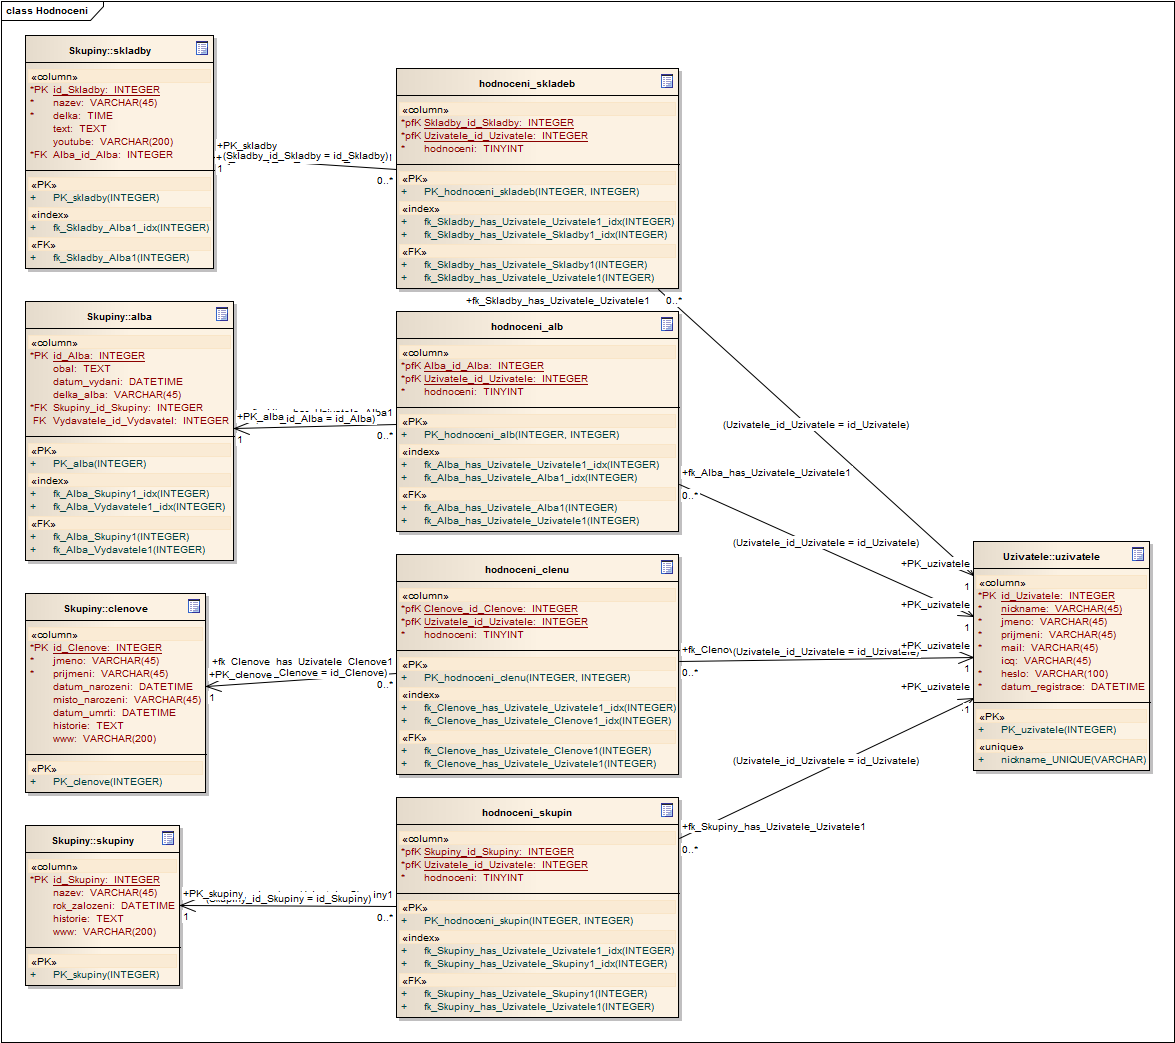 class Hodnoceni
Skupiny::skladby
«column»
*PK id_Skladby: INTEGER
* nazev: VARCHAR(45)
* delka: TIME
text: TEXT
youtube: VARCHAR(200)
*FK Alba_id_Alba: INTEGER
«PK»
+ PK_skladby(INTEGER)
«index»
+ fk_Skladby_Alba1_idx(INTEGER)
«FK»
+ fk_Skladby_Alba1(INTEGER)
+PK_skladby
(Skladby_id_Skladby = id_Skladby)
1
0..*
hodnoceni_skladeb
«column»
*pfK Skladby_id_Skladby: INTEGER
*pfK Uzivatele_id_Uzivatele: INTEGER
* hodnoceni: TINYINT
«PK»
+ PK_hodnoceni_skladeb(INTEGER, INTEGER)
«index»
+ fk_Skladby_has_Uzivatele_Uzivatele1_idx(INTEGER)
+ fk_Skladby_has_Uzivatele_Skladby1_idx(INTEGER)
«FK»
+ fk_Skladby_has_Uzivatele_Skladby1(INTEGER)
+ fk_Skladby_has_Uzivatele_Uzivatele1(INTEGER)
+fk_Skladby_has_Uzivatele_Uzivatele1
0..*
(Uzivatele_id_Uzivatele = id_Uzivatele)
+PK_uzivatele
1
Skupiny::alba
«column»
*PK id_Alba: INTEGER
obal: TEXT
datum_vydani: DATETIME
delka_alba: VARCHAR(45)
*FK Skupiny_id_Skupiny: INTEGER
FK Vydavatele_id_Vydavatel: INTEGER
«PK»
+ PK_alba(INTEGER)
«index»
+ fk_Alba_Skupiny1_idx(INTEGER)
+ fk_Alba_Vydavatele1_idx(INTEGER)
«FK»
+ fk_Alba_Skupiny1(INTEGER)
+ fk_Alba_Vydavatele1(INTEGER)
+PK_alba
_id_Alba = id_Alba)
1
0..*
hodnoceni_alb
«column»
*pfK Alba_id_Alba: INTEGER
*pfK Uzivatele_id_Uzivatele: INTEGER
* hodnoceni: TINYINT
«PK»
+ PK_hodnoceni_alb(INTEGER, INTEGER)
«index»
+ fk_Alba_has_Uzivatele_Uzivatele1_idx(INTEGER)
+ fk_Alba_has_Uzivatele_Alba1_idx(INTEGER)
«FK»
+ fk_Alba_has_Uzivatele_Alba1(INTEGER)
+ fk_Alba_has_Uzivatele_Uzivatele1(INTEGER)
+fk_Alba_has_Uzivatele_Uzivatele1
0..*
(Uzivatele_id_Uzivatele = id_Uzivatele)
+PK_uzivatele
1
Skupiny::clenove
«column»
*PK id_Clenove: INTEGER
* jmeno: VARCHAR(45)
* prijmeni: VARCHAR(45)
datum_narozeni: DATETIME
misto_narozeni: VARCHAR(45)
datum_umrti: DATETIME
historie: TEXT
www: VARCHAR(200)
«PK»
+ PK_clenove(INTEGER)
+fk_Clenove_has_Uzivatele_Clenove1
+PK_clenove
_Clenove = id_Clenove)
1
0..*
hodnoceni_clenu
«column»
*pfK Clenove_id_Clenove: INTEGER
*pfK Uzivatele_id_Uzivatele: INTEGER
* hodnoceni: TINYINT
«PK»
+ PK_hodnoceni_clenu(INTEGER, INTEGER)
«index»
+ fk_Clenove_has_Uzivatele_Uzivatele1_idx(INTEGER)
+ fk_Clenove_has_Uzivatele_Clenove1_idx(INTEGER)
«FK»
+ fk_Clenove_has_Uzivatele_Clenove1(INTEGER)
+ fk_Clenove_has_Uzivatele_Uzivatele1(INTEGER)
(Uzivatele_id_Uzivatele = id_Uzivatele)
0..*
+PK_uzivatele
1
Skupiny::skupiny
«column»
*PK id_Skupiny: INTEGER
nazev: VARCHAR(45)
rok_zalozeni: DATETIME
historie: TEXT
www: VARCHAR(200)
«PK»
+ PK_skupiny(INTEGER)
+PK_skupiny
(Skupiny_id_Skupiny = id_Skupiny)
1
0..*
hodnoceni_skupin
«column»
*pfK Skupiny_id_Skupiny: INTEGER
*pfK Uzivatele_id_Uzivatele: INTEGER
* hodnoceni: TINYINT
«PK»
+ PK_hodnoceni_skupin(INTEGER, INTEGER)
«index»
+ fk_Skupiny_has_Uzivatele_Uzivatele1_idx(INTEGER)
+ fk_Skupiny_has_Uzivatele_Skupiny1_idx(INTEGER)
«FK»
+ fk_Skupiny_has_Uzivatele_Skupiny1(INTEGER)
+ fk_Skupiny_has_Uzivatele_Uzivatele1(INTEGER)
+fk_Skupiny_has_Uzivatele_Uzivatele1
0..*
(Uzivatele_id_Uzivatele = id_Uzivatele)
+PK_uzivatele
1
Uzivatele::uzivatele
«column»
*PK id_Uzivatele: INTEGER
* nickname: VARCHAR(45)
* jmeno: VARCHAR(45)
* prijmeni: VARCHAR(45)
* mail: VARCHAR(45)
icq: VARCHAR(45)
* heslo: VARCHAR(100)
* datum_registrace: DATETIME
«PK»
+ PK_uzivatele(INTEGER)
«unique»
+ nickname_UNIQUE(VARCHAR)